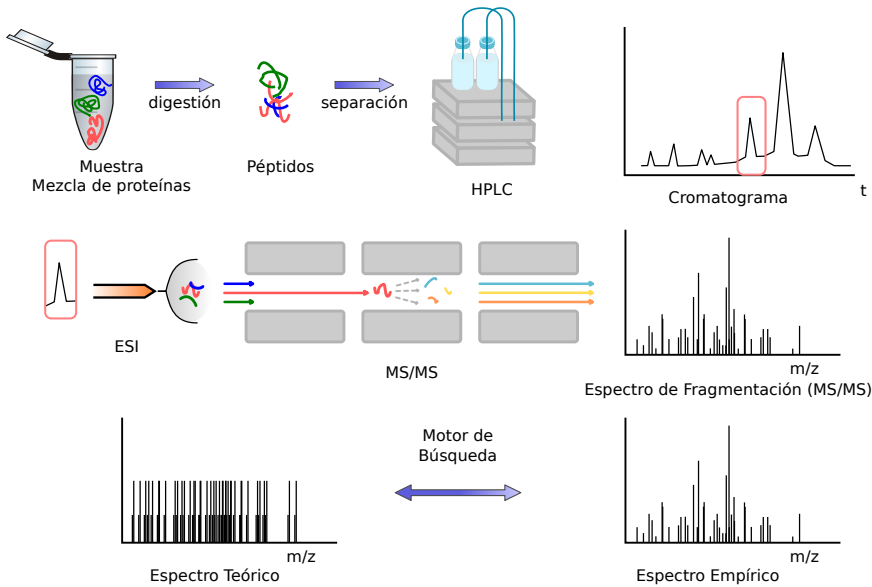 digestión
separación
Muestra
Mezcla de proteínas
Péptidos
HPLC
Cromatograma
t
ESI
MS/MS
m/z
Espectro de Fragmentación (MS/MS)
Motor de
Búsqueda
m/z
Espectro Teórico
m/z
Espectro Empírico